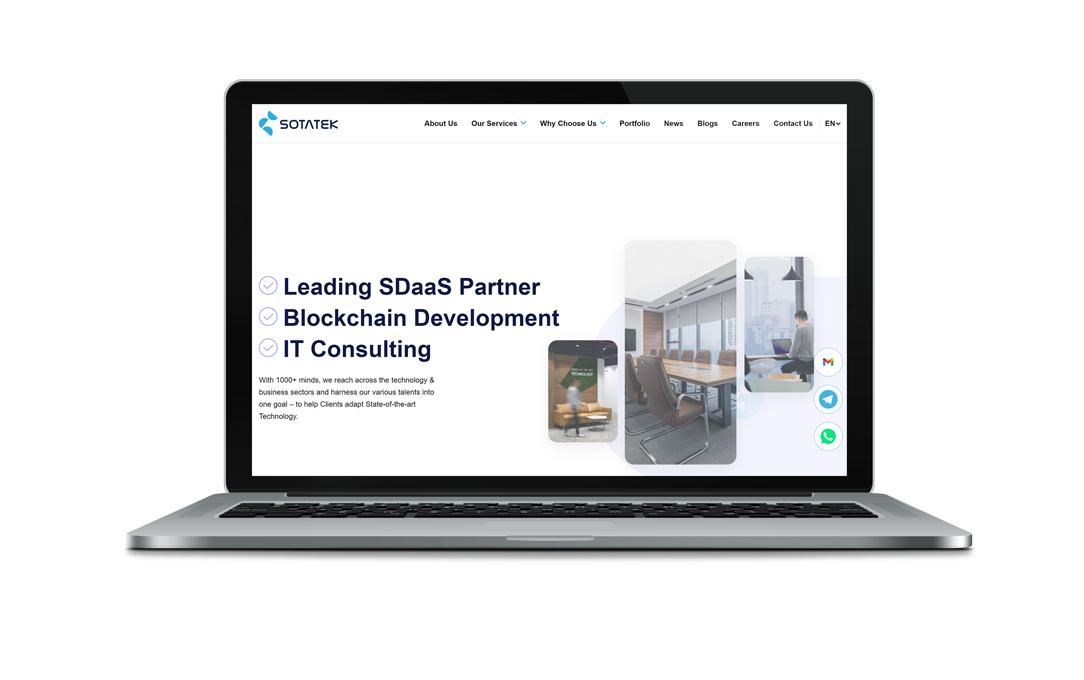 SOTATEK
About Us
Our Services
Why Choose Us
Portfolio
News
Blogs
Careers
Contact Us
EN
Leading SDaaS Partner
Blockchain Development
IT Consulting
With 1000+ minds, we reach across the technology &
business sectors and harness our various talents into
one goal – to help Clients adapt State-of-the-art
Technology.
TECHNOLOGY